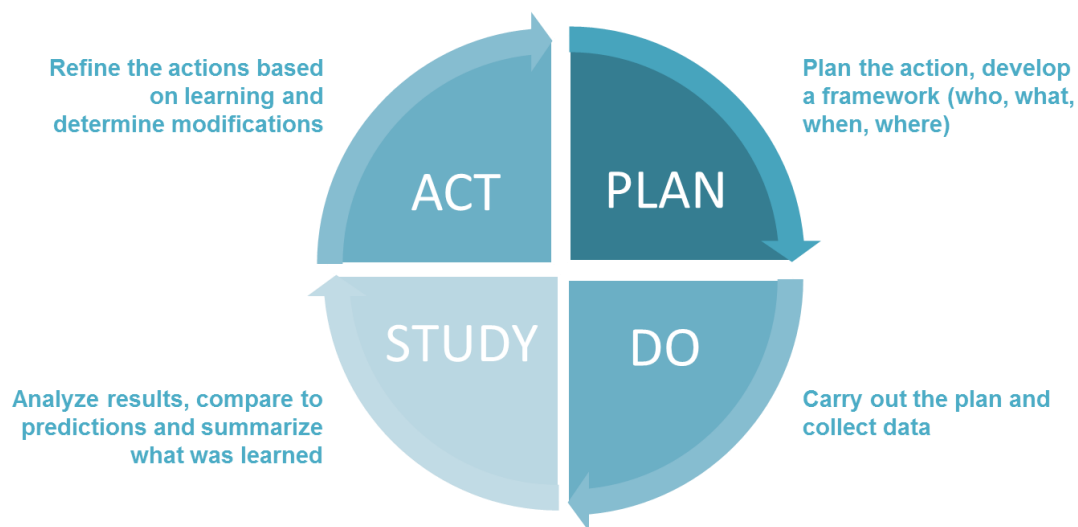 Refine the actions based
on learning and
determine modifications
ACT
PLAN
Plan the action, develop
a framework (who, what,
when, where)
STUDY
DO
Analyze results, compare to
predictions and summarize
what was learned
Carry out the plan and
collect data